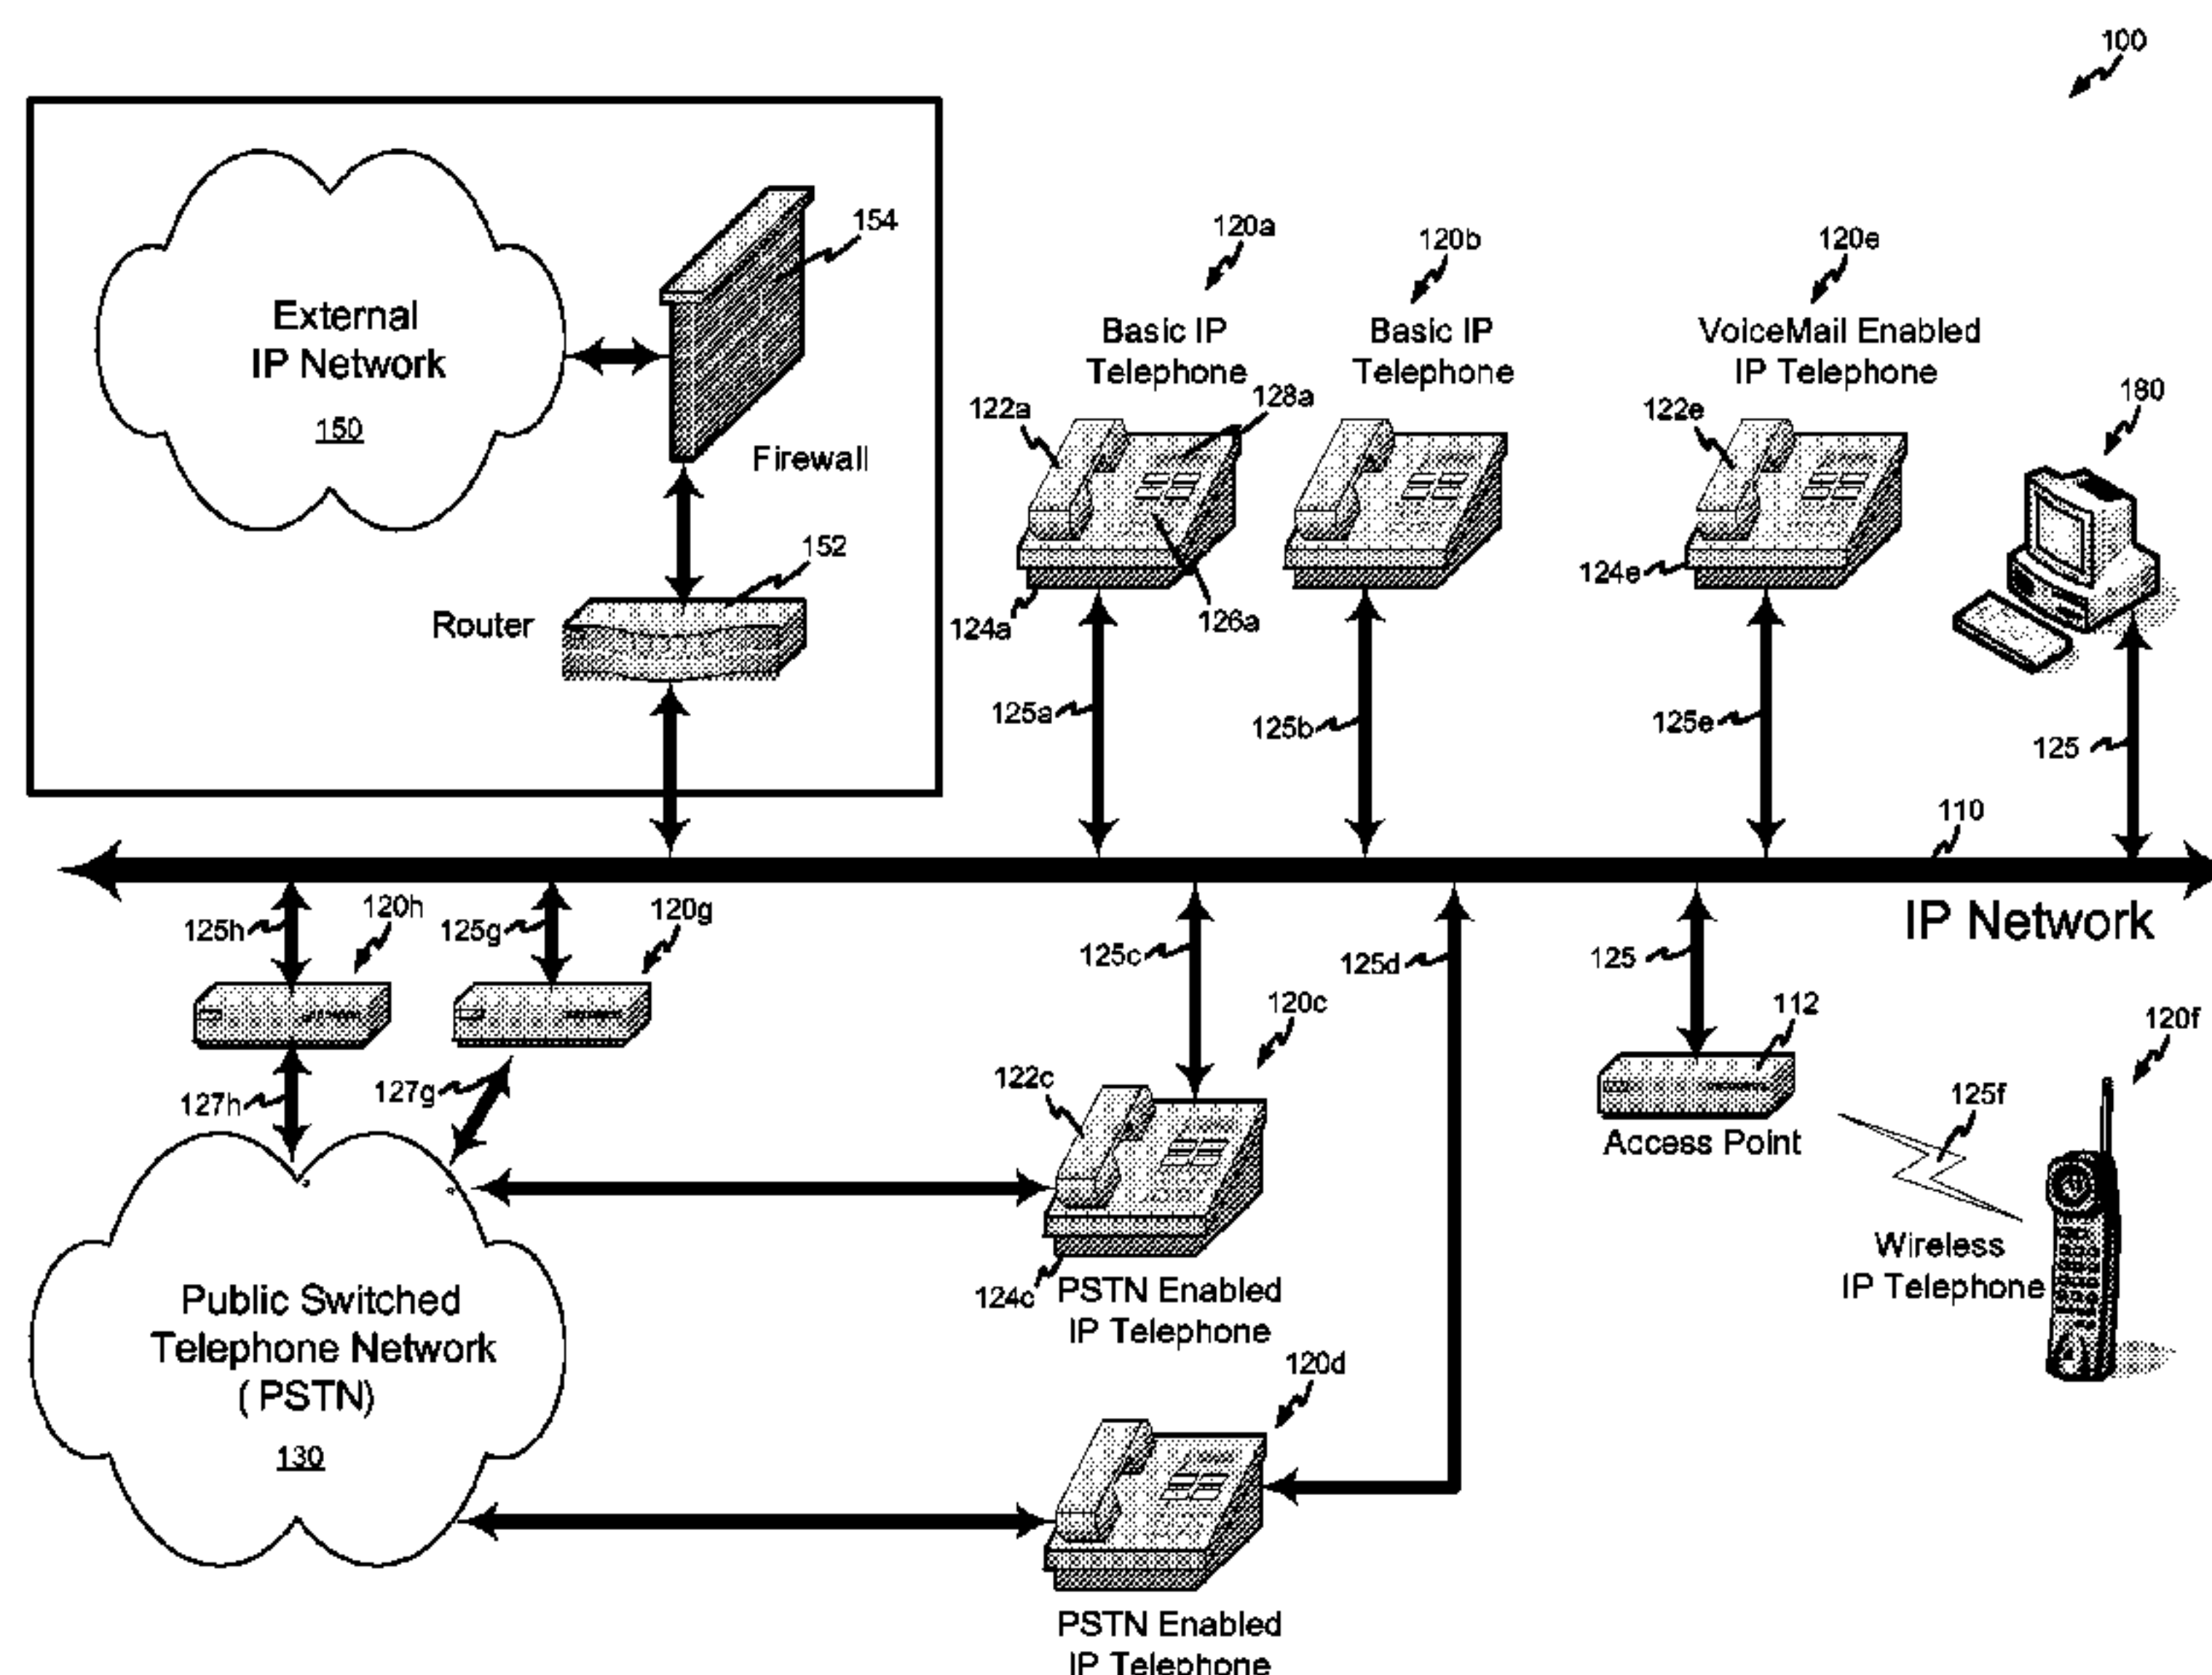 100
154
External
IP Network
150
Firewall
152
Router
120a
120b
120e
Basic IP
Telephone
Basic IP
Telephone
VoiceMail Enabled
IP Telephone
122a
128a
122e
180
124a
126a
124e
125a
125b
125e
125
110
IP Network
125h
120h
125g
120g
125c
125d
125
120c
112
120f
127h
127g
122c
125f
Access Point
Wireless
IP Telephone
124c
PSTN Enabled
IP Telephone
Public Switched
Telephone Network
( PSTN)
130
120d
PSTN Enabled
IP Telephone